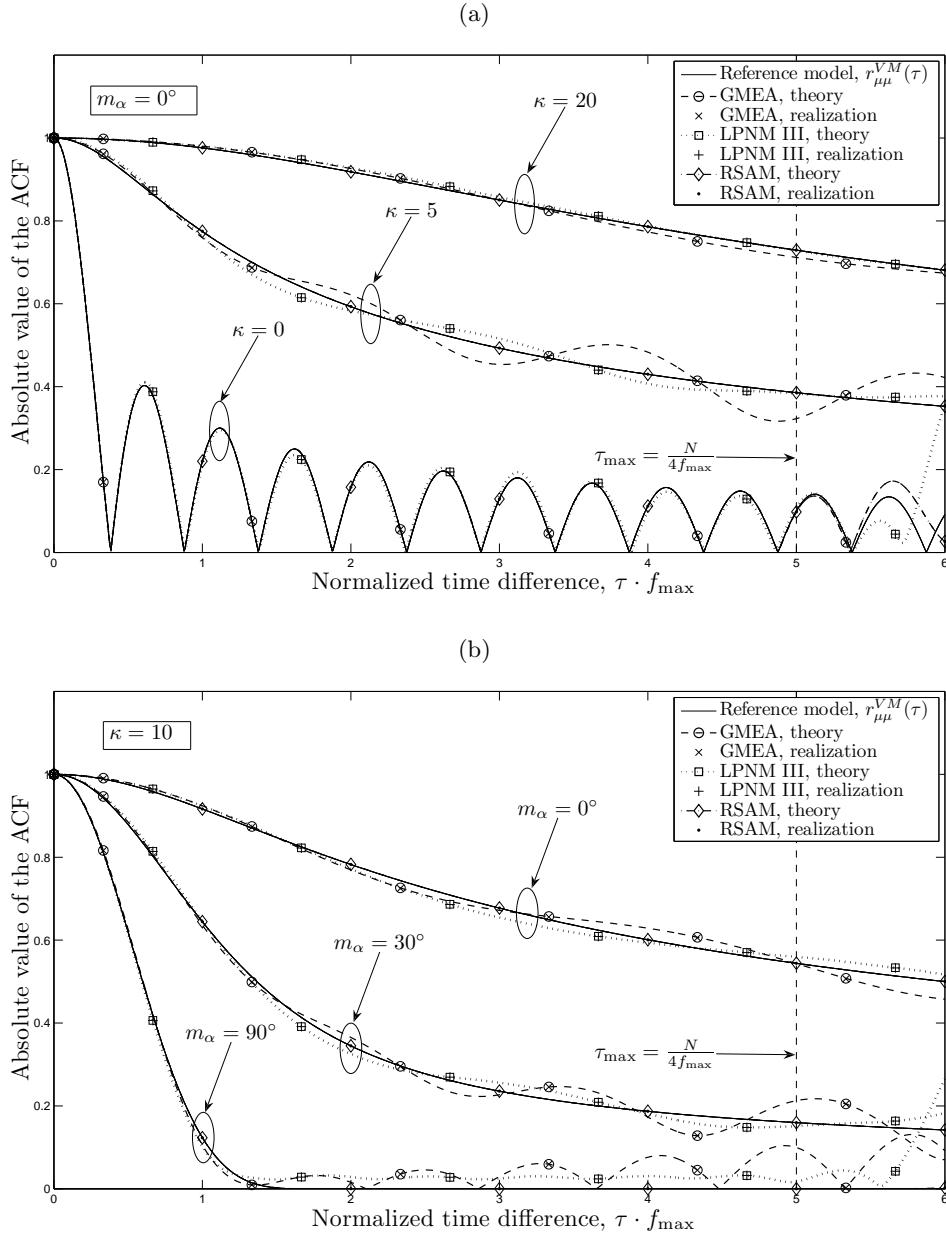 (a)
m_α = 0°
κ = 20
κ = 5
κ = 0
Reference model, r_{μμ}^{VM}(τ)
GMEA, theory
GMEA, realization
LPNM III, theory
LPNM III, realization
RSAM, theory
RSAM, realization
τ_max = N/(4f_max)
Absolute value of the ACF
1
0.8
0.6
0.4
0.2
0
0 1 2 3 4 5 6
Normalized time difference, τ · f_max
(b)
κ = 10
Reference model, r_{μμ}^{VM}(τ)
GMEA, theory
GMEA, realization
LPNM III, theory
LPNM III, realization
RSAM, theory
RSAM, realization
m_α = 0°
m_α = 30°
m_α = 90°
τ_max = N/(4f_max)
Absolute value of the ACF
1
0.8
0.6
0.4
0.2
0
0 1 2 3 4 5 6
Normalized time difference, τ · f_max